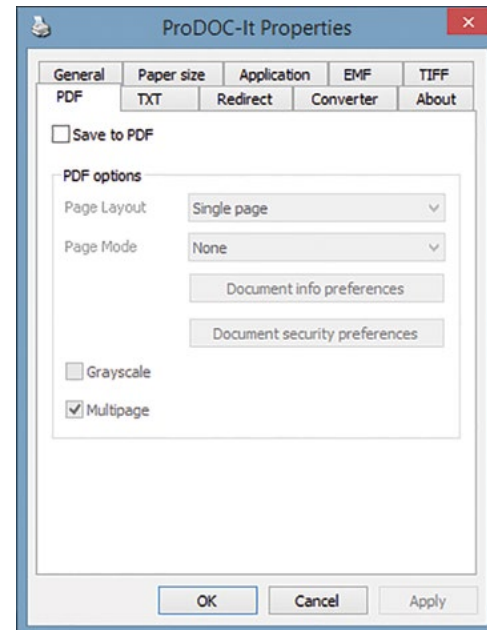 ProDOC-It Properties
General Paper size Application EMF TIFF
PDF TXT Redirect Converter About
Save to PDF
PDF options
Page Layout Single page
Page Mode None
Document info preferences
Document security preferences
Grayscale
Multipage
OK Cancel Apply